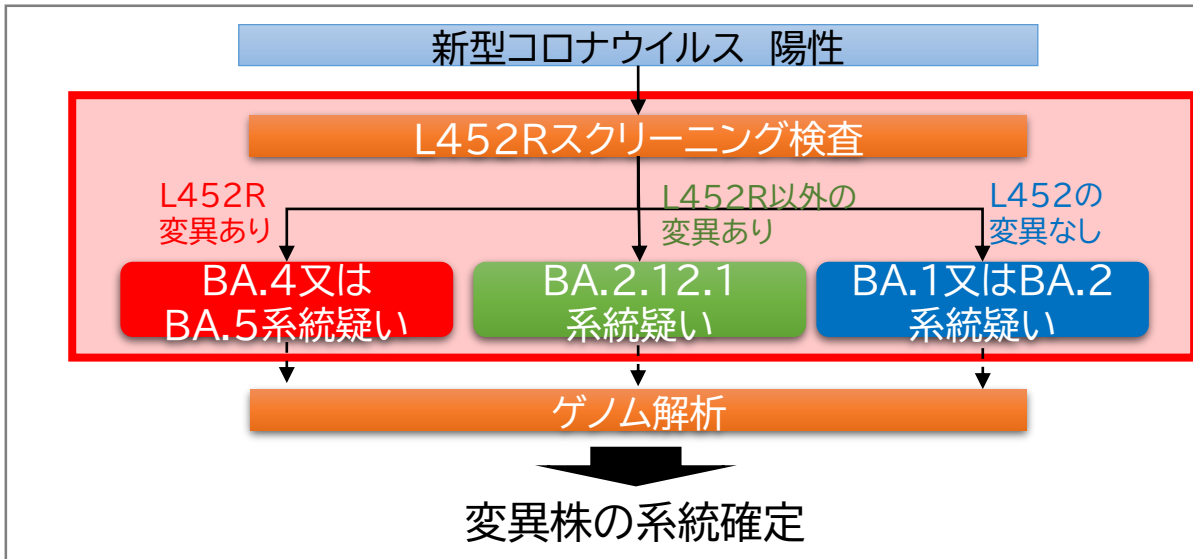 新型コロナウイルス 陽性
L452Rスクリーニング検査
L452R
変異あり
L452R以外の
変異あり
L452の
変異なし
BA.4又は
BA.5系統疑い
BA.2.12.1
系統疑い
BA.1又はBA.2
系統疑い
ゲノム解析
変異株の系統確定